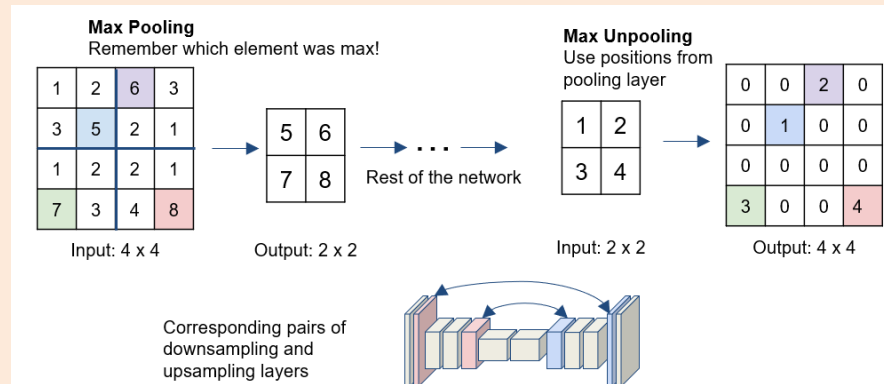 Max Pooling
Remember which element was max!
1 2 6 3
3 5 2 1
1 2 2 1
7 3 4 8
Input: 4 x 4
5 6
7 8
Output: 2 x 2
...
Rest of the network
Max Unpooling
Use positions from
pooling layer
1 2
3 4
Input: 2 x 2
0 0 2 0
0 1 0 0
0 0 0 0
3 0 0 4
Output: 4 x 4
Corresponding pairs of
downsampling and
upsampling layers